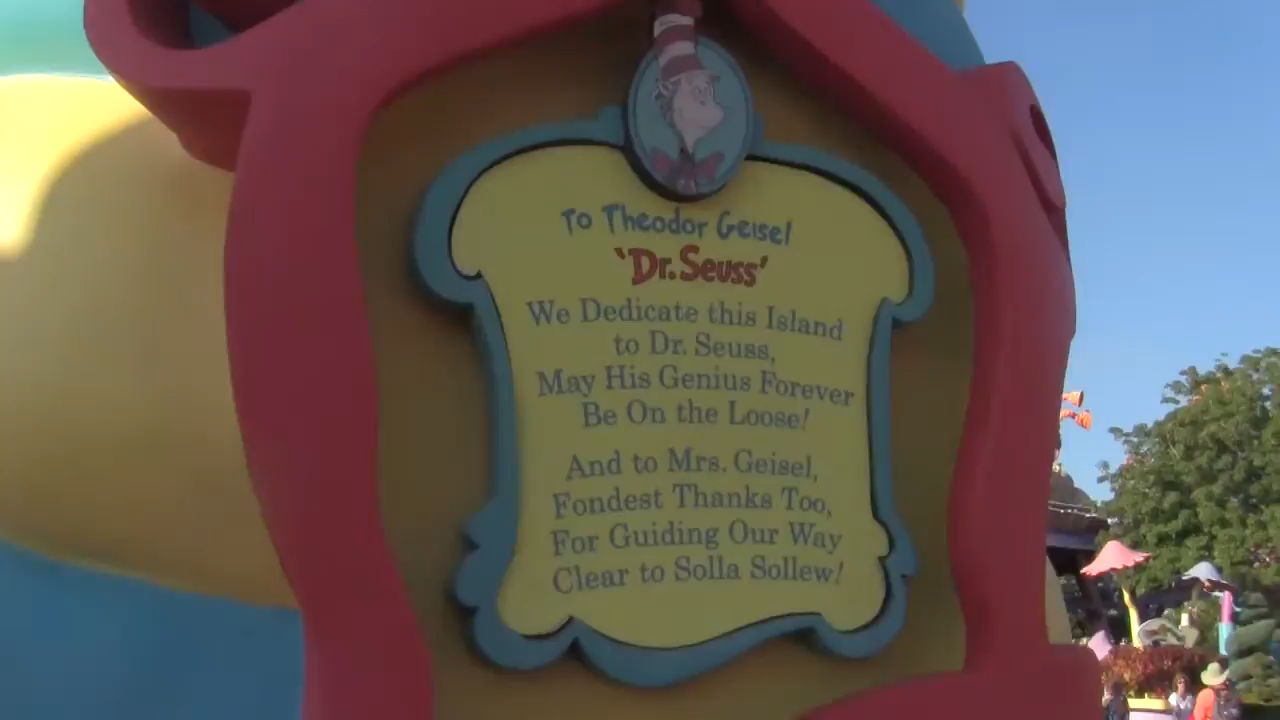 To Theodor Geisel
'Dr. Seuss'
We Dedicate this Island
to Dr. Seuss,
May His Genius Forever
Be On the Loose!
And to Mrs. Geisel,
Fondest Thanks Too,
For Guiding Our Way
Clear to Solla Sollew!